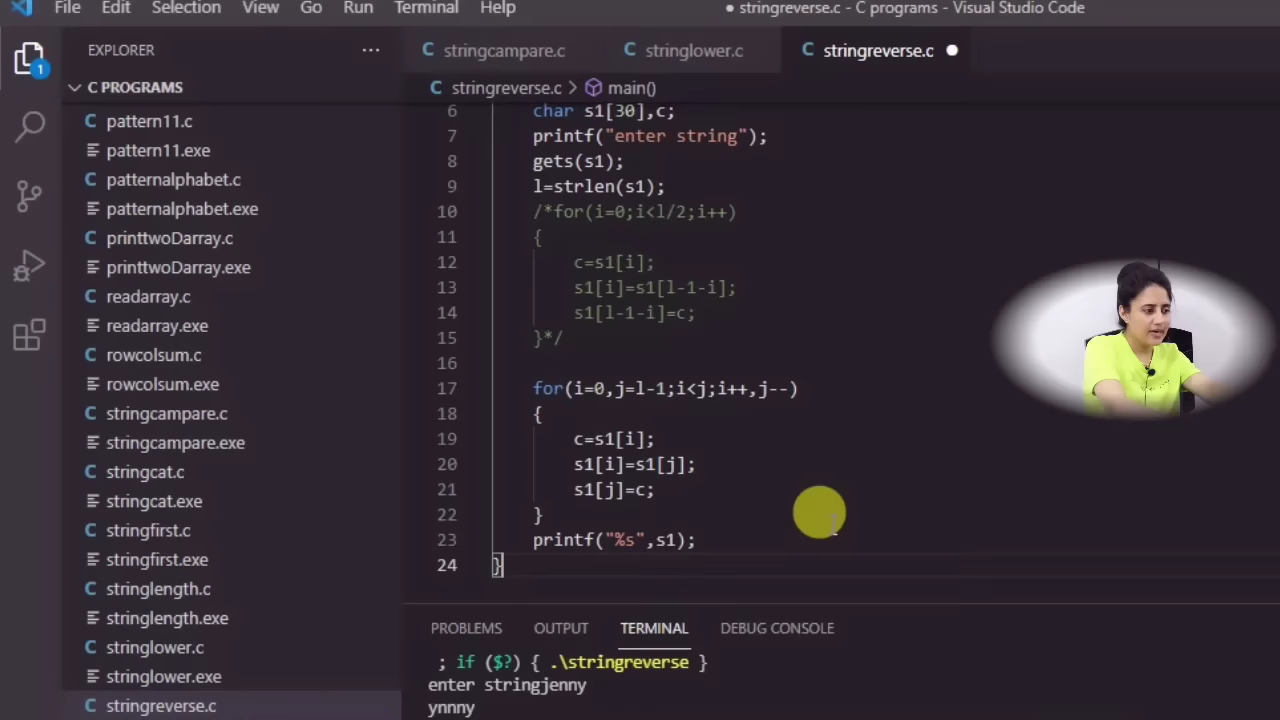 File Edit Selection View Go Run Terminal Help
● stringreverse.c - C programs - Visual Studio Code
EXPLORER
1
C PROGRAMS
C pattern11.c
pattern11.exe
C patternalphabet.c
patternalphabet.exe
C printtwoDarray.c
printtwoDarray.exe
C readarray.c
readarray.exe
C rowcolsum.c
rowcolsum.exe
C stringcampare.c
stringcampare.exe
C stringcat.c
stringcat.exe
C stringfirst.c
stringfirst.exe
C stringlength.c
stringlength.exe
C stringlower.c
stringlower.exe
C stringreverse.c
C stringcampare.c C stringlower.c C stringreverse.c ●
C stringreverse.c > main()
6 char s1[30],c;
7 printf("enter string");
8 gets(s1);
9 l=strlen(s1);
10 /*for(i=0;i<l/2;i++)
11 {
12 c=s1[i];
13 s1[i]=s1[l-1-i];
14 s1[l-1-i]=c;
15 }*/
16
17 for(i=0,j=l-1;i<j;i++,j--)
18 {
19 c=s1[i];
20 s1[i]=s1[j];
21 s1[j]=c;
22 }
23 printf("%s",s1);
24 }
PROBLEMS OUTPUT TERMINAL DEBUG CONSOLE
; if ($?) { .\stringreverse }
enter stringjenny
ynnny